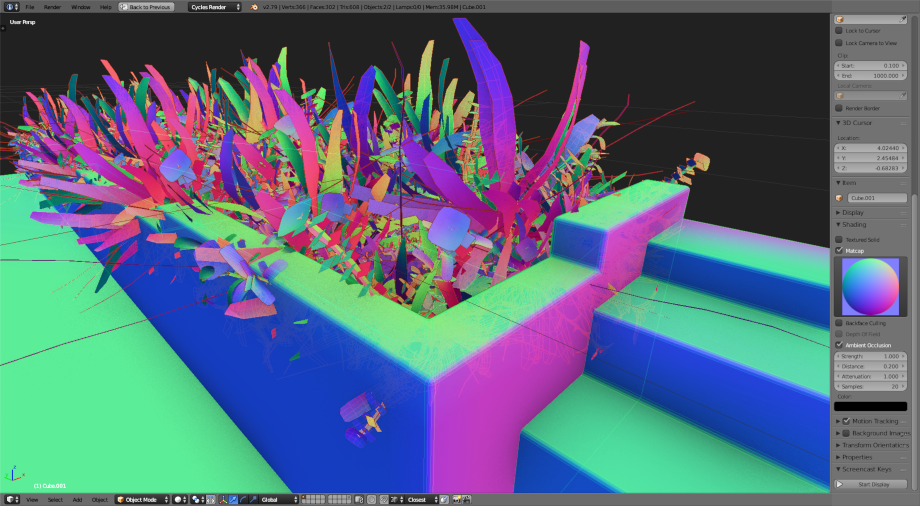 File Render Window Help Back to Previous Cycles Render v2.79 | Verts:366 | Faces:302 | Tris:608 | Objects:2/2 | Lamps:0/0 | Mem:35.98M | Cube.001
User Persp
Lock to Cursor
Lock Camera to View
Clip:
Start: 0.100
End: 1000.000
Local Camera:
Render Border
3D Cursor
Location:
X: 4.02440
Y: 2.45484
Z: -0.69283
Item
Cube.001
Display
Shading
Textured Solid
Matcap
Backface Culling
Depth Of Field
Ambient Occlusion
Strength: 1.000
Distance: 0.200
Attenuation: 1.000
Samples: 20
Color:
Motion Tracking
Background Images
Transform Orientations
Properties
Screencast Keys
Start Display
(1) Cube.001
View Select Add Object Object Mode Global Closest